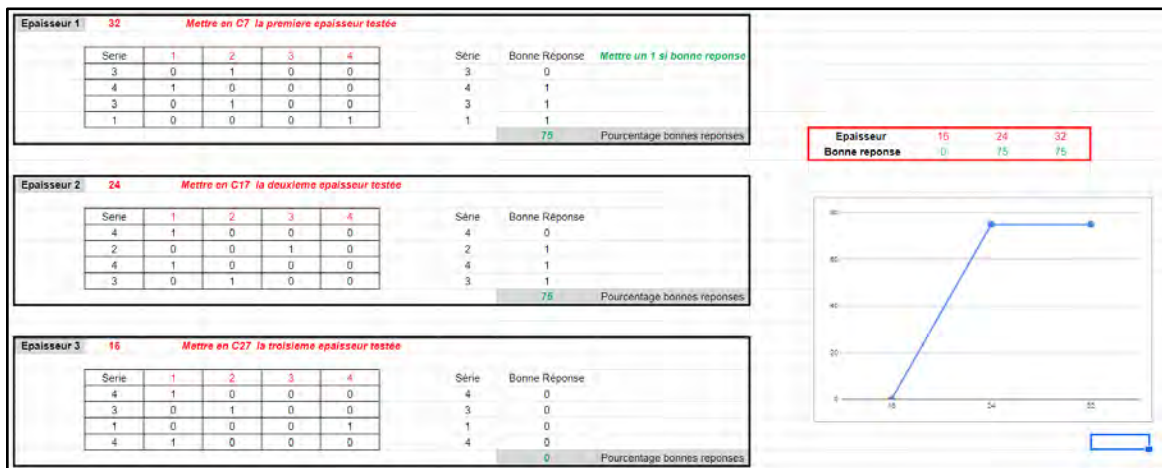 Epaisseur 1 32 Mettre en C7 la premiere epaisseur testée
Serie 1 2 3 4 Série Bonne Réponse Mettre un 1 si bonne reponse
3 0 1 0 0 3 0
4 1 0 0 0 4 1
3 0 1 0 0 3 1
1 0 0 0 1 1 1
75 Pourcentage bonnes reponses
Epaisseur 2 24 Mettre en C17 la deuxieme epaisseur testée
Serie 1 2 3 4 Série Bonne Réponse
4 1 0 0 0 4 0
2 0 0 1 0 2 1
4 1 0 0 0 4 1
3 0 1 0 0 3 1
75 Pourcentage bonnes reponses
Epaisseur 3 16 Mettre en C27 la troisieme epaisseur testée
Serie 1 2 3 4 Série Bonne Réponse
4 1 0 0 0 4 0
3 0 1 0 0 3 0
1 0 0 0 1 1 0
4 1 0 0 0 4 0
0 Pourcentage bonnes reponses
Epaisseur 16 24 32
Bonne reponse 0 75 75
80
60
40
20
0
16 24 32